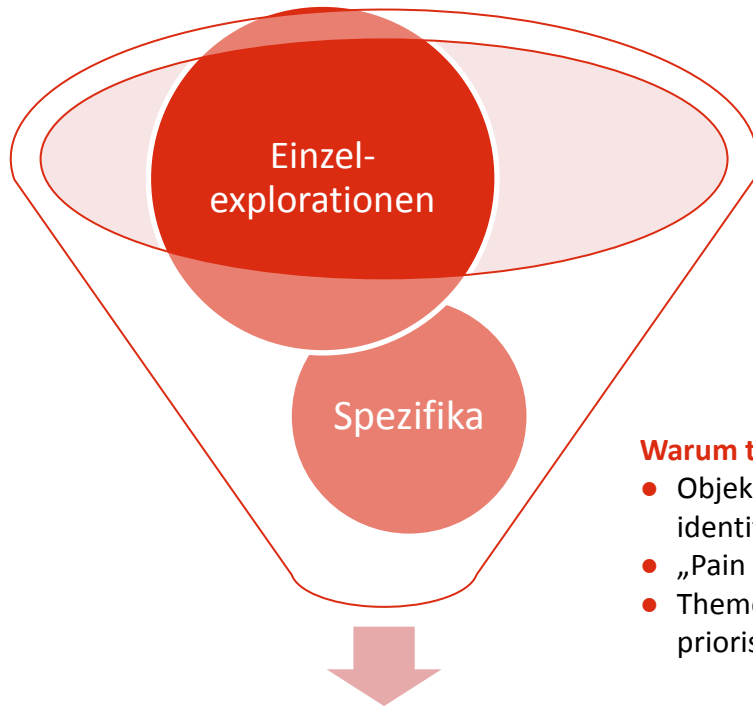 Einzel-
explorationen
Spezifika
Warum t
● Objek
identi
● „Pain
● Them
prioris